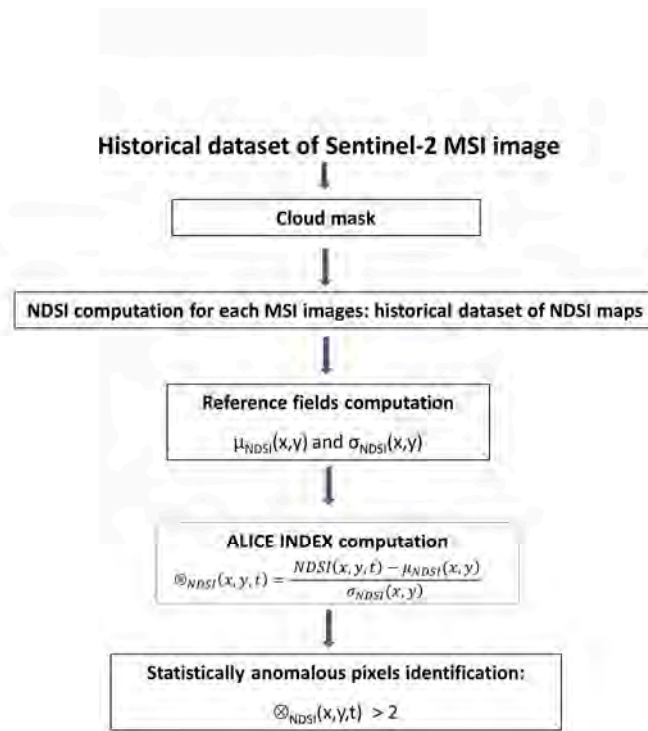 Historical dataset of Sentinel-2 MSI image
Cloud mask
NDSI computation for each MSI images: historical dataset of NDSI maps
Reference fields computation
μNDSI(x,y) and σNDSI(x,y)
ALICE INDEX computation
⊗NDSI(x, y, t) = NDSI(x, y, t) − μNDSI(x, y) / σNDSI(x, y)
Statistically anomalous pixels identification:
⊗NDSI(x,y,t) > 2